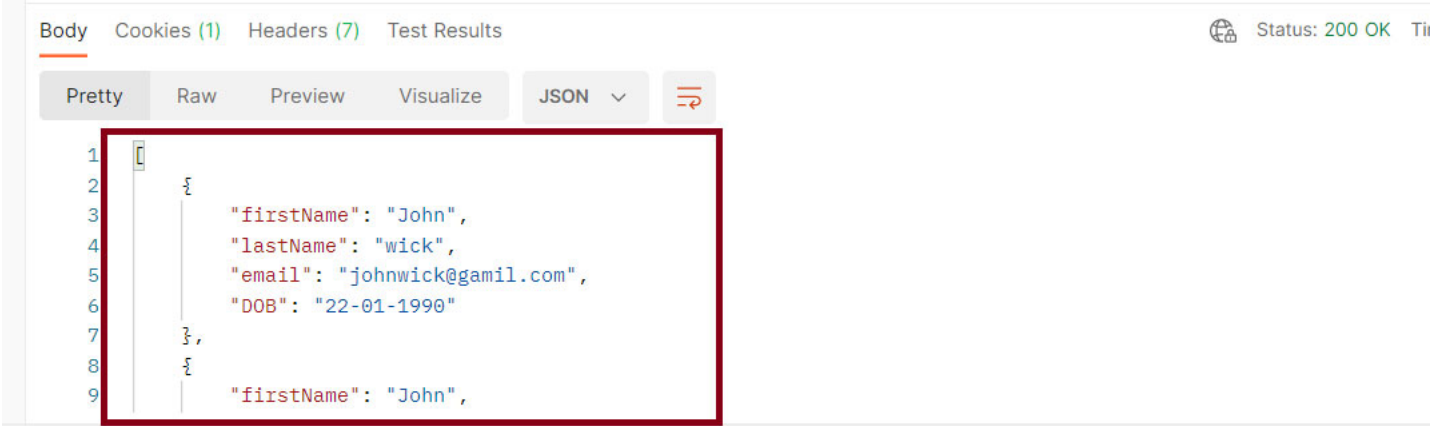 Body Cookies (1) Headers (7) Test Results Status: 200 OK
Pretty Raw Preview Visualize JSON
1 [
2 {
3 "firstName": "John",
4 "lastName": "wick",
5 "email": "johnwick@gamil.com",
6 "DOB": "22-01-1990"
7 },
8 {
9 "firstName": "John",